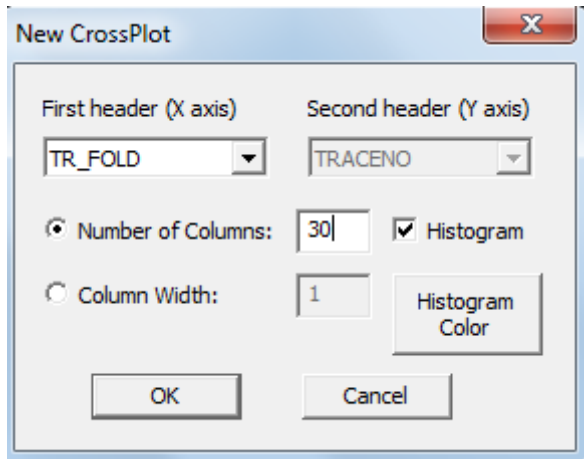 New CrossPlot
First header (X axis) Second header (Y axis)
TR_FOLD TRACENO
Number of Columns: 30 Histogram
Column Width: 1
Histogram
Color
OK Cancel